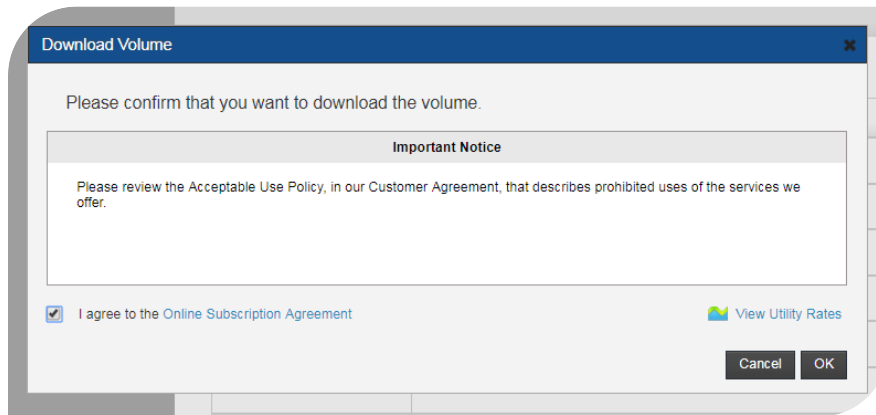 Download Volume
Please confirm that you want to download the volume.
Important Notice
Please review the Acceptable Use Policy, in our Customer Agreement, that describes prohibited uses of the services we
offer.
I agree to the Online Subscription Agreement
View Utility Rates
Cancel
OK